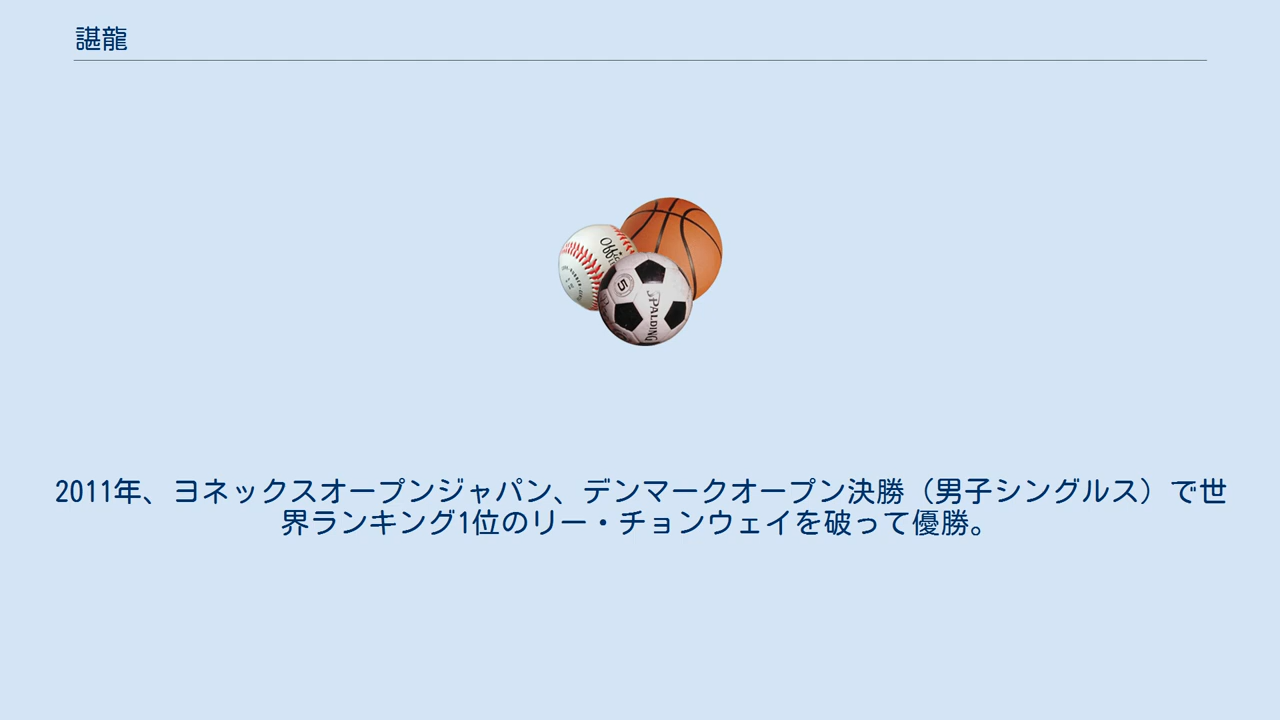 諶龍
Offici
5
SPALDING
2011年、ヨネックスオープンジャパン、デンマークオープン決勝（男子シングルス）で世
界ランキング1位のリー・チョンウェイを破って優勝。